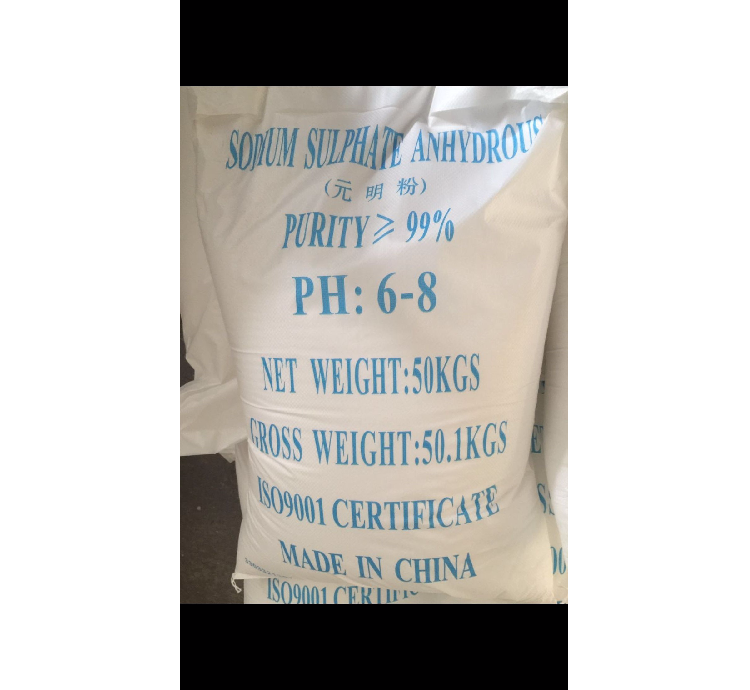 SODIUM SULPHATE ANHYDROUS
(元明粉)
PURITY≥99%
PH: 6-8
NET WEIGHT:50KGS
GROSS WEIGHT:50.1KGS
ISO9001 CERTIFICATE
MADE IN CHINA
ISO9001